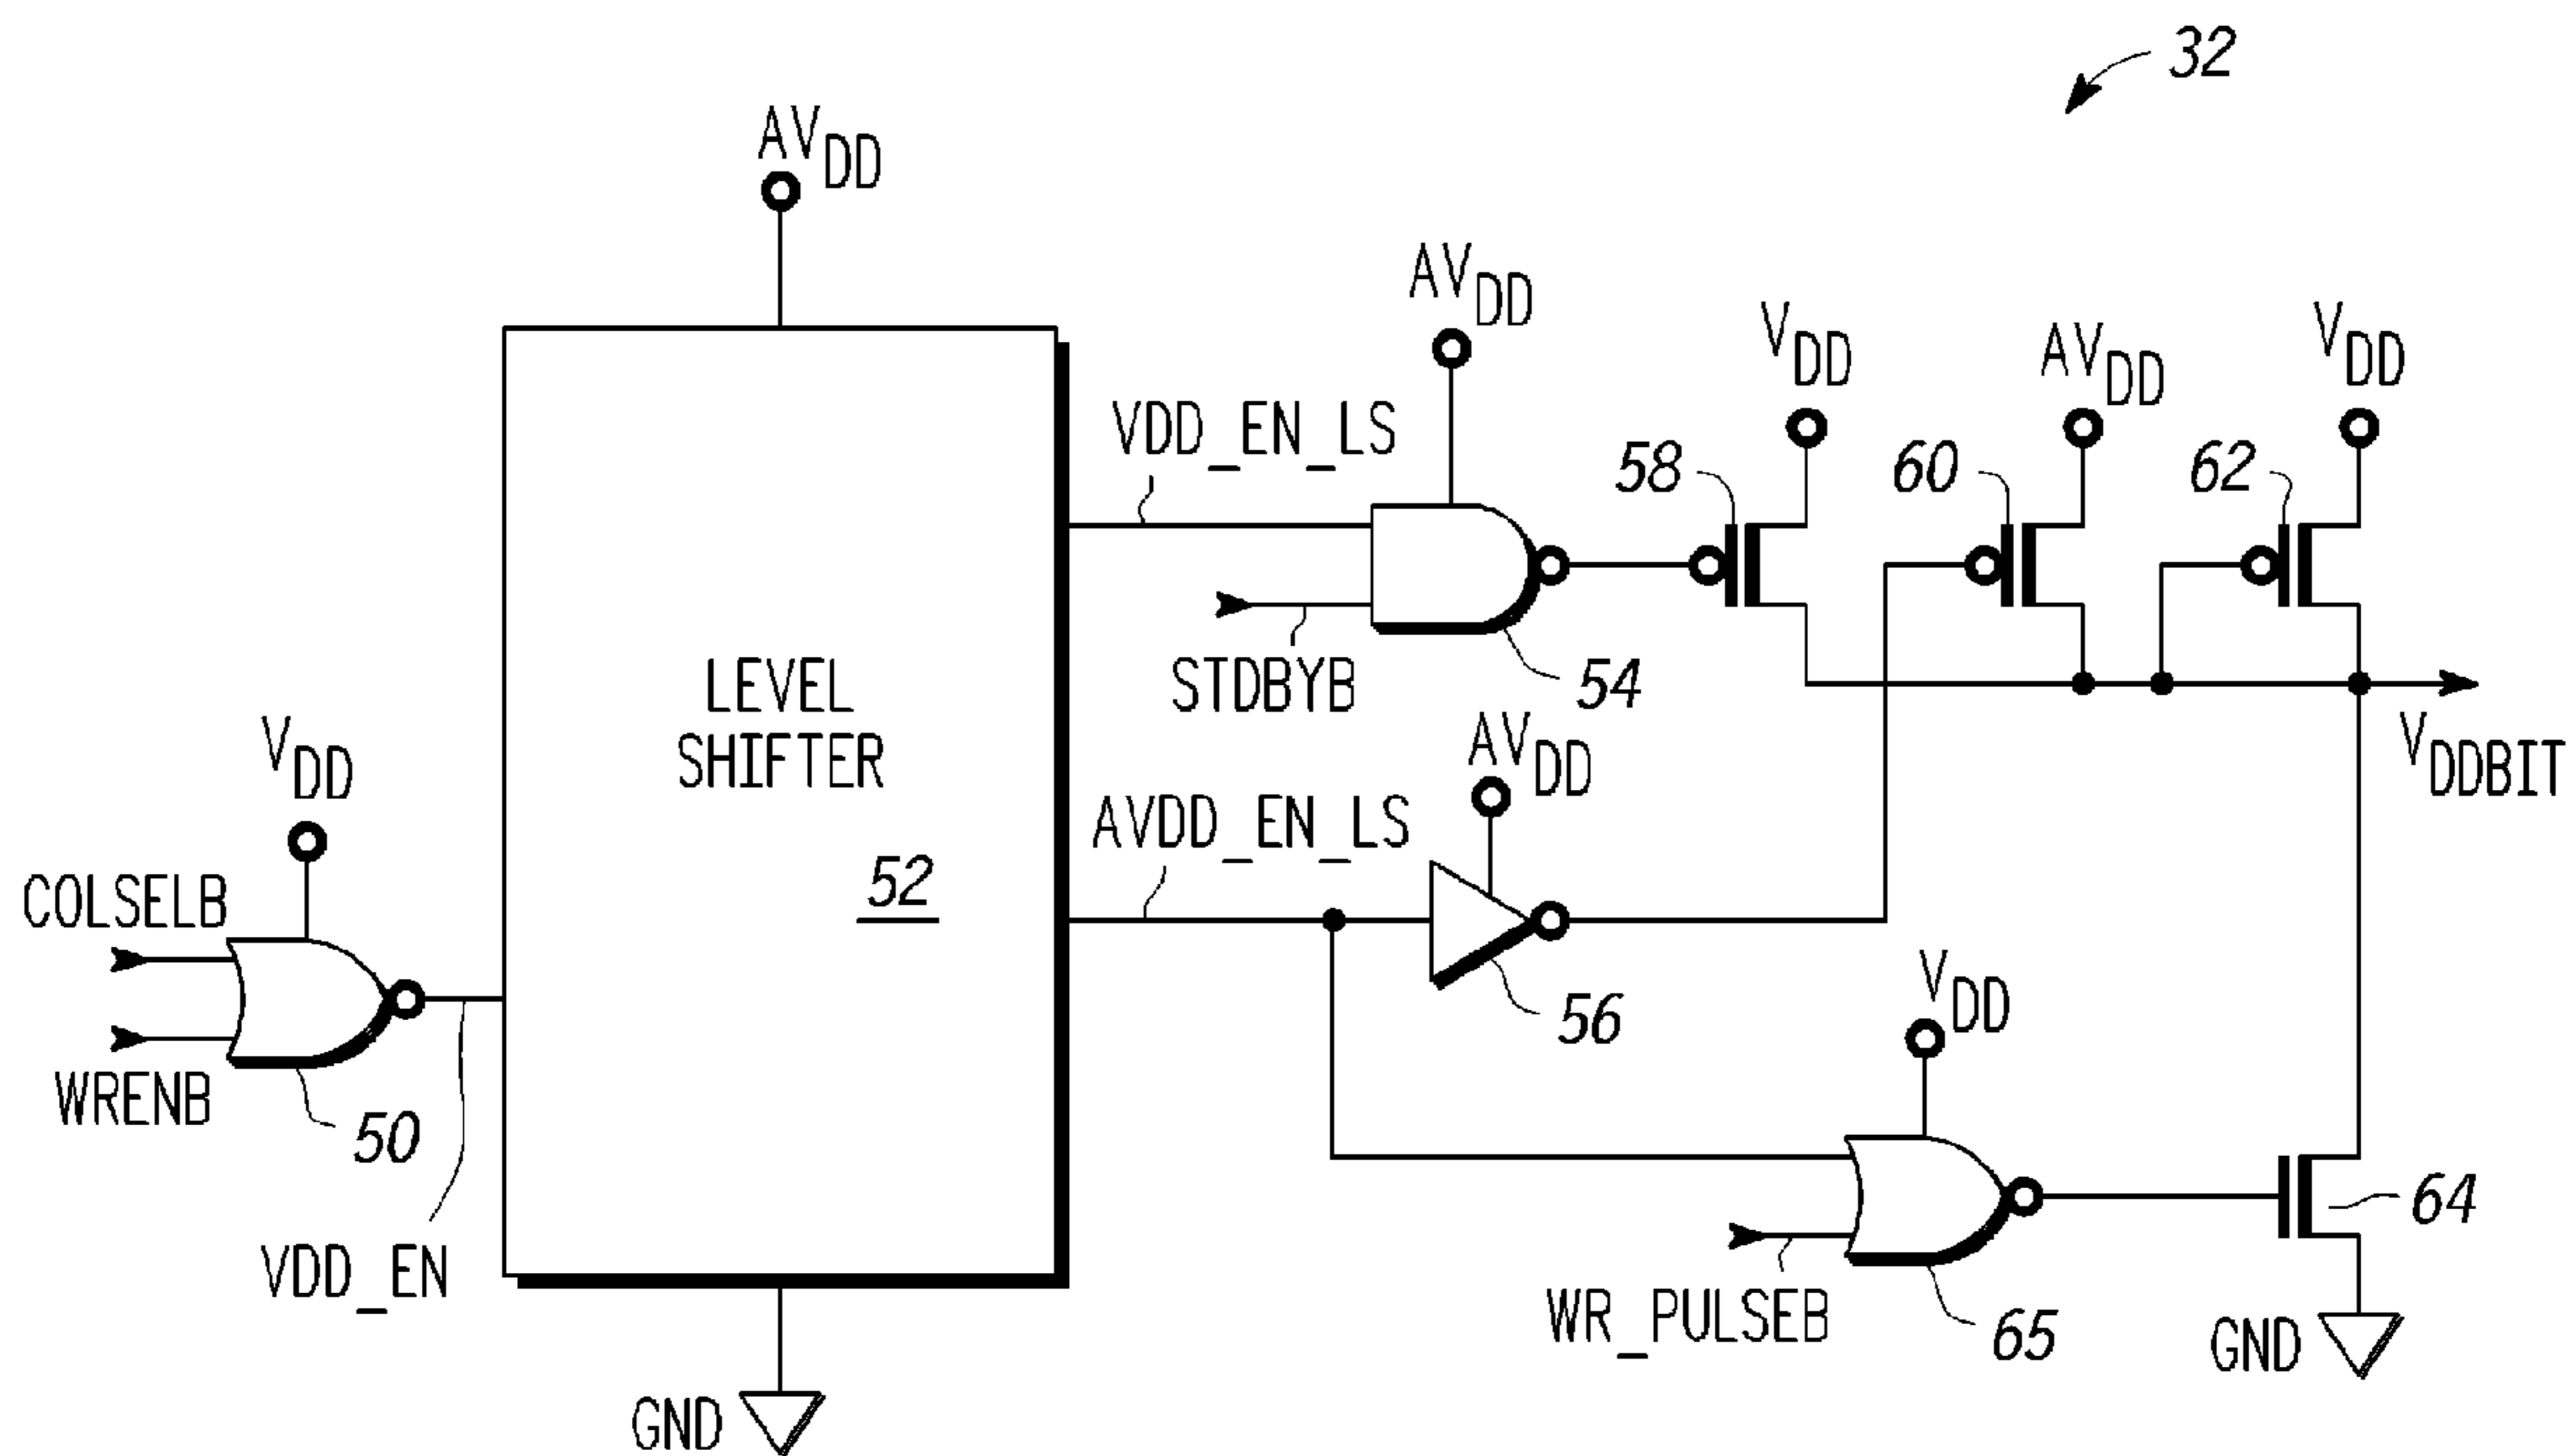 32
AVDD
AVDD
VDD
AVDD
VDD
VDD_EN_LS
58
60
62
STDBYB
54
LEVEL
SHIFTER
52
VDDBIT
VDD
AVDD
AVDD_EN_LS
COLSELB
WRENB
50
56
VDD
VDD_EN
WR_PULSEB
65
64
GND
GND